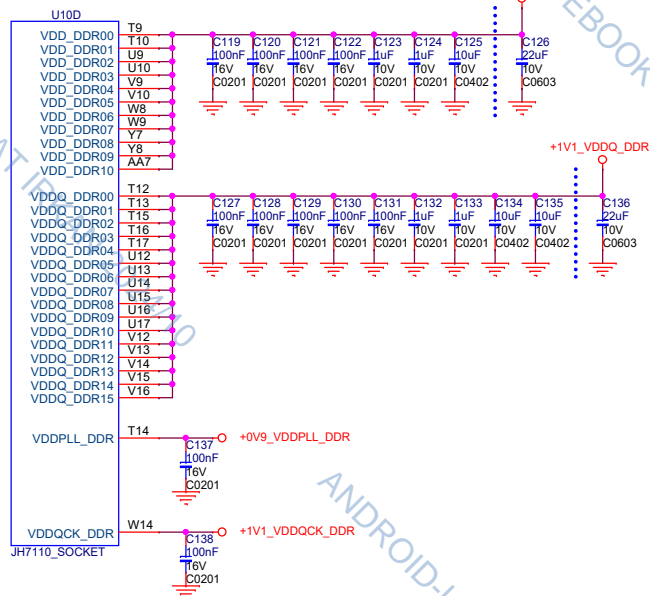 U10D
VDD_DDR00 T9
VDD_DDR01 T10
VDD_DDR02 U9
VDD_DDR03 U10
VDD_DDR04 V9
VDD_DDR05 V10
VDD_DDR06 W8
VDD_DDR07 W9
VDD_DDR08 Y7
VDD_DDR09 Y8
VDD_DDR10 AA7
C119 C120 C121 C122 C123 C124 C125 C126
100nF 100nF 100nF 100nF 1uF 1uF 10uF 22uF
16V 16V 16V 16V 10V 10V 10V 10V
C0201 C0201 C0201 C0201 C0201 C0201 C0402 C0603
EBOOK
+1V1_VDDQ_DDR
VDDQ_DDR00 T12
VDDQ_DDR01 T13
VDDQ_DDR02 T15
VDDQ_DDR03 T16
VDDQ_DDR04 T17
VDDQ_DDR05 U12
VDDQ_DDR06 U13
VDDQ_DDR07 U14
VDDQ_DDR08 U15
VDDQ_DDR09 U16
VDDQ_DDR10 U17
VDDQ_DDR11 V12
VDDQ_DDR12 V13
VDDQ_DDR13 V14
VDDQ_DDR14 V15
VDDQ_DDR15 V16
C127 C128 C129 C130 C131 C132 C133 C134 C135 C136
100nF 100nF 100nF 100nF 100nF 1uF 1uF 10uF 10uF 22uF
16V 16V 16V 16V 16V 10V 10V 10V 10V 10V
C0201 C0201 C0201 C0201 C0201 C0201 C0201 C0402 C0402 C0603
VDDPLL_DDR T14
+0V9_VDDPLL_DDR
C137
100nF
16V
C0201
VDDQCK_DDR W14
+1V1_VDDQCK_DDR
C138
100nF
16V
C0201
JH7110_SOCKET
ANDROID-